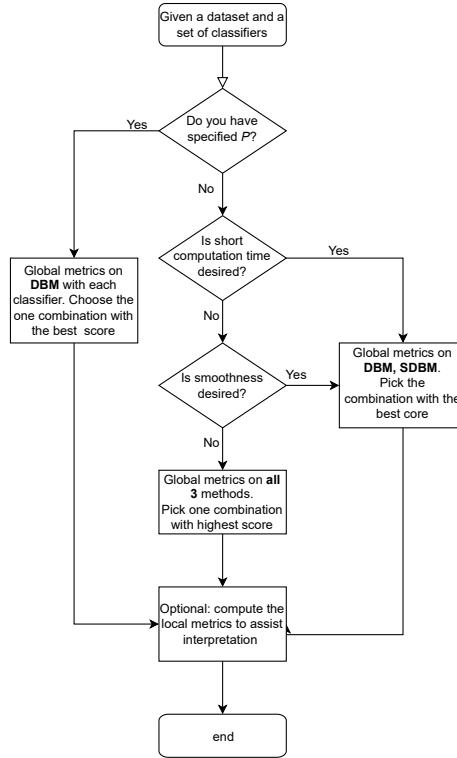 Given a dataset and a
set of classifiers
Do you have
specified P?
Yes
No
Is short
computation time
desired?
Yes
No
Global metrics on
DBM with each
classifier. Choose the
one combination with
the best score
Is smoothness
desired?
Yes
No
Global metrics on
DBM, SDBM.
Pick the
combination with the
best core
Global metrics on all
3 methods.
Pick one combination
with highest score
Optional: compute the
local metrics to assist
interpretation
end